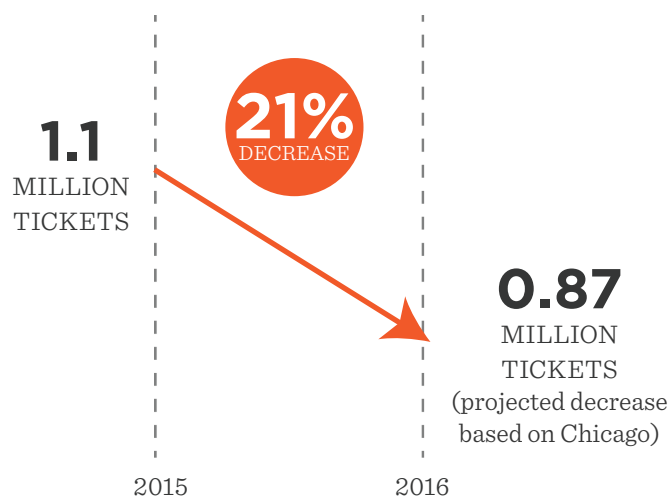 21%
DECREASE
1.1
MILLION
TICKETS
0.87
MILLION
TICKETS
(projected decrease
based on Chicago)
2015
2016